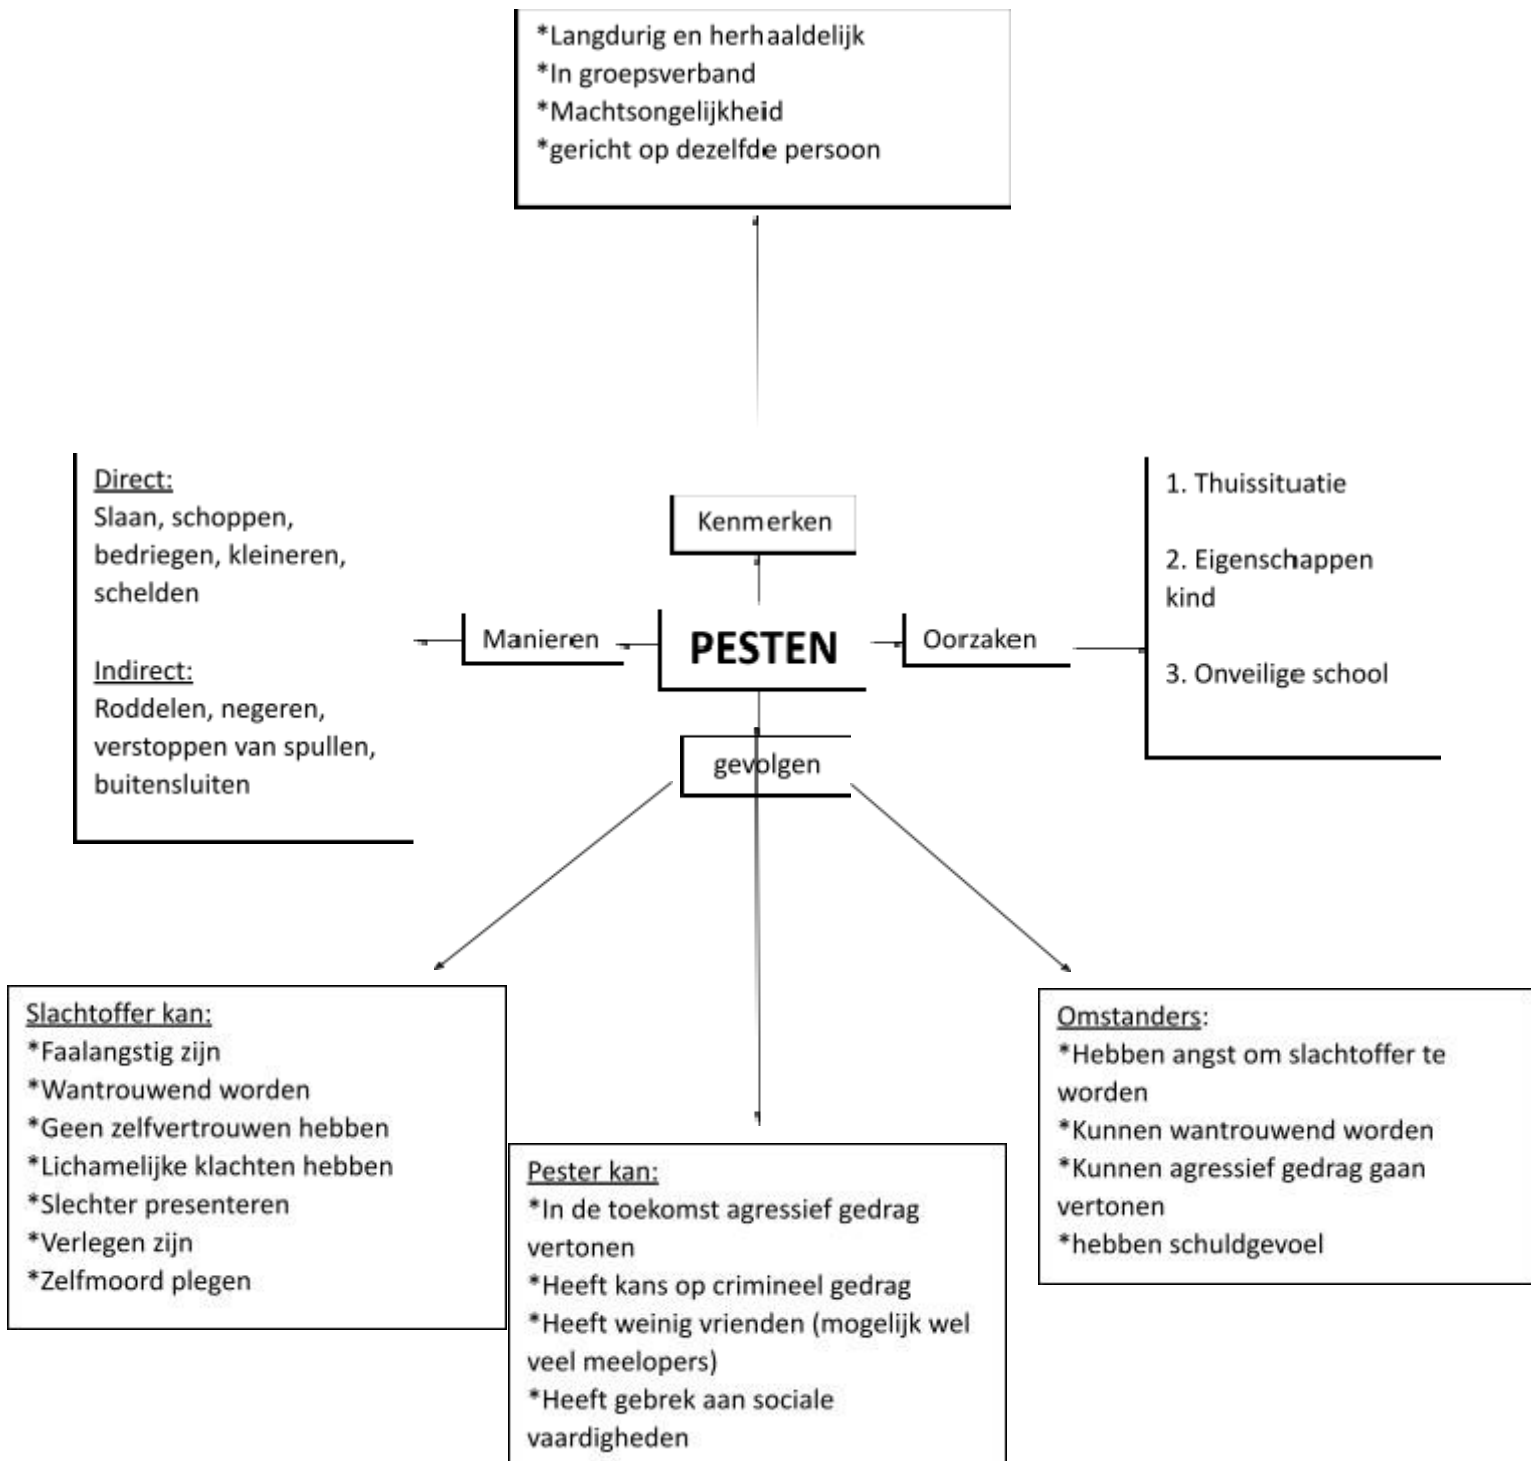 *Langdurig en herhaaldelijk
*In groepsverband
*Machtsongelijkheid
*gericht op dezelfde persoon
Kenmerken
Direct:
Slaan, schoppen,
bedriegen, kleineren,
schelden
Indirect:
Roddelen, negeren,
verstoppen van spullen,
buitensluiten
Manieren
PESTEN
Oorzaken
1. Thuissituatie
2. Eigenschappen
kind
3. Onveilige school
gevolgen
Slachtoffer kan:
*Faalangstig zijn
*Wantrouwend worden
*Geen zelfvertrouwen hebben
*Lichamelijke klachten hebben
*Slechter presenteren
*Verlegen zijn
*Zelfmoord plegen
Pester kan:
*In de toekomst agressief gedrag
vertonen
*Heeft kans op crimineel gedrag
*Heeft weinig vrienden (mogelijk wel
veel meelopers)
*Heeft gebrek aan sociale
vaardigheden
Omstanders:
*Hebben angst om slachtoffer te
worden
*Kunnen wantrouwend worden
*Kunnen agressief gedrag gaan
vertonen
*hebben schuldgevoel